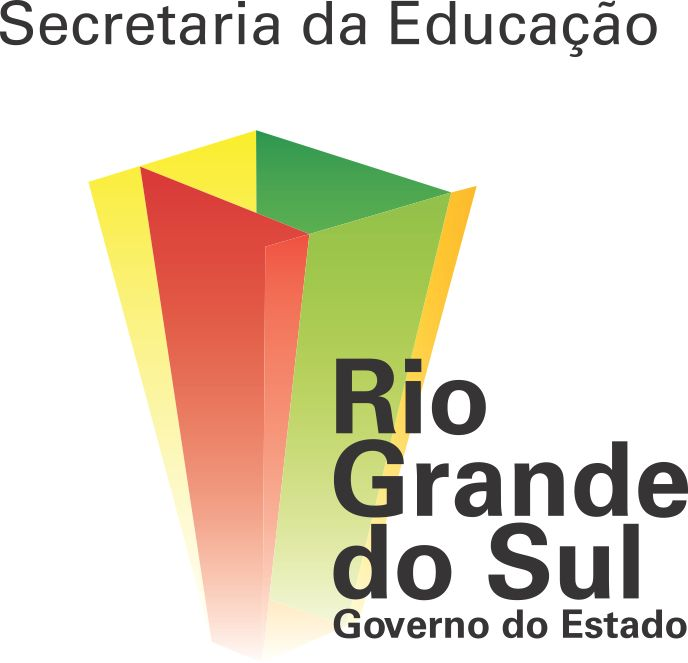 Secretaria da Educação
Rio
Grande
do Sul
Governo do Estado